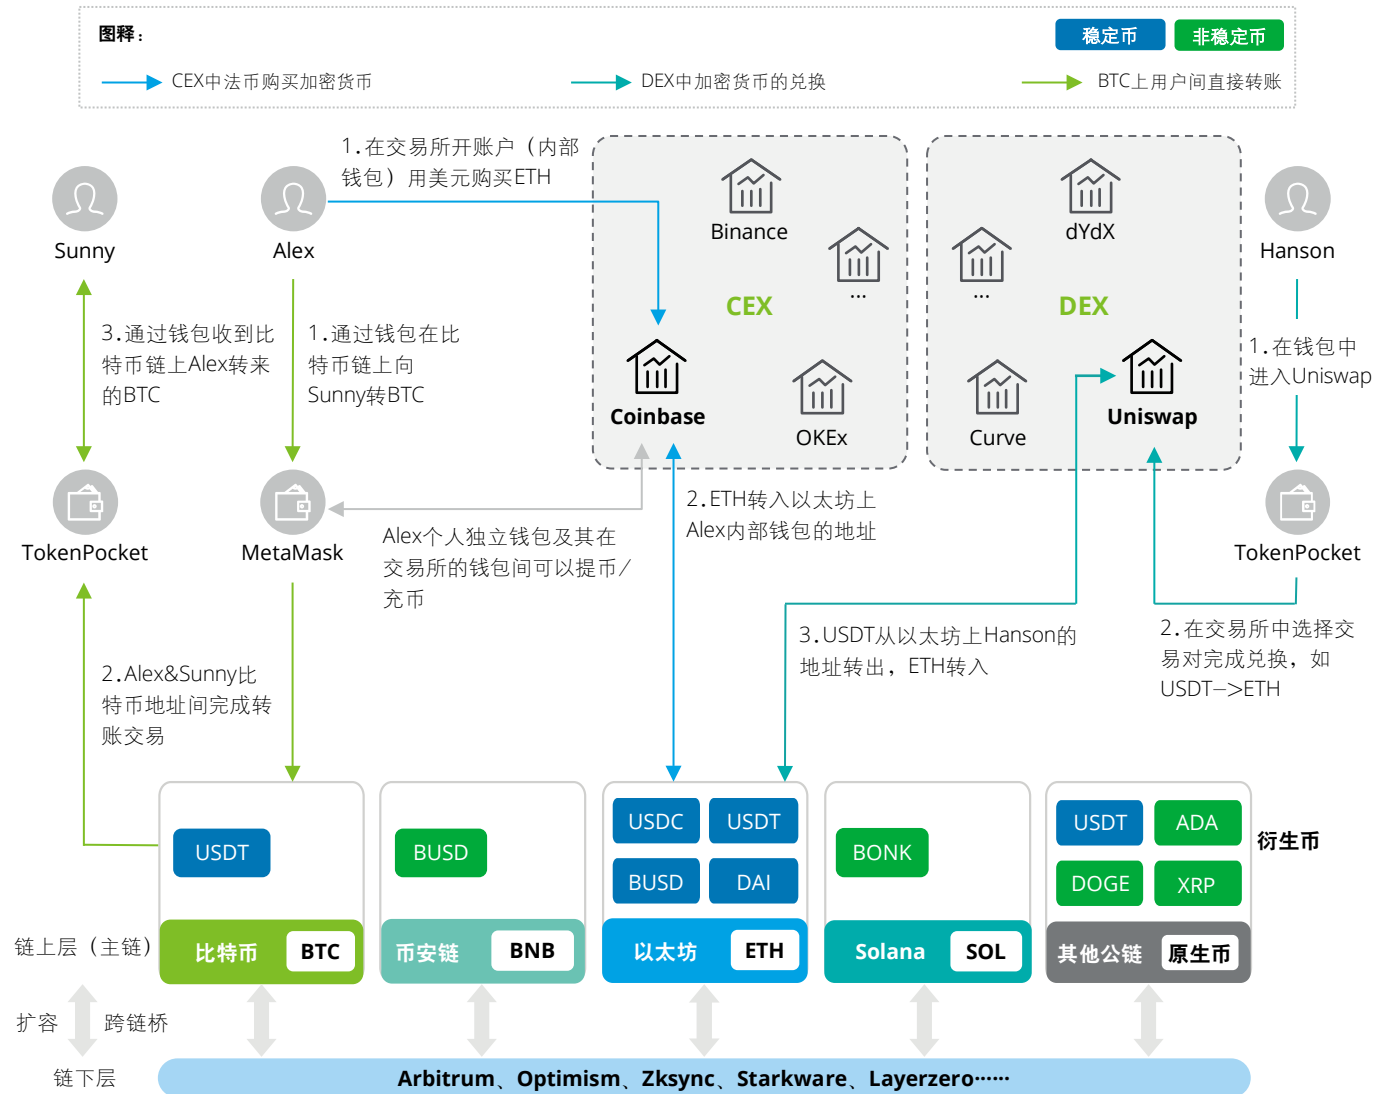 图释：
稳定币
非稳定币
CEX中法币购买加密货币
DEX中加密货币的兑换
BTC上用户间直接转账
1.在交易所开账户（内部
钱包）用美元购买ETH
Sunny
Alex
Binance
...
CEX
Coinbase
OKEx
dYdX
...
DEX
Curve
Uniswap
Hanson
3.通过钱包收到比
特币链上Alex转来
的BTC
1.通过钱包在比
特币链上向
Sunny转BTC
1.在钱包中
进入Uniswap
TokenPocket
MetaMask
Alex个人独立钱包及其在
交易所的钱包间可以提币/
充币
2.ETH转入以太坊上
Alex内部钱包的地址
TokenPocket
2.Alex&Sunny比
特币地址间完成转
账交易
3.USDT从以太坊上Hanson的
地址转出，ETH转入
2.在交易所中选择交
易对完成兑换，如
USDT—>ETH
USDT
BUSD
USDC
USDT
BUSD
DAI
BONK
USDT
ADA
DOGE
XRP
衍生币
链上层（主链）
比特币
BTC
币安链
BNB
以太坊
ETH
Solana
SOL
其他公链
原生币
扩容
跨链桥
链下层
Arbitrum、Optimism、Zksync、Starkware、Layerzero……